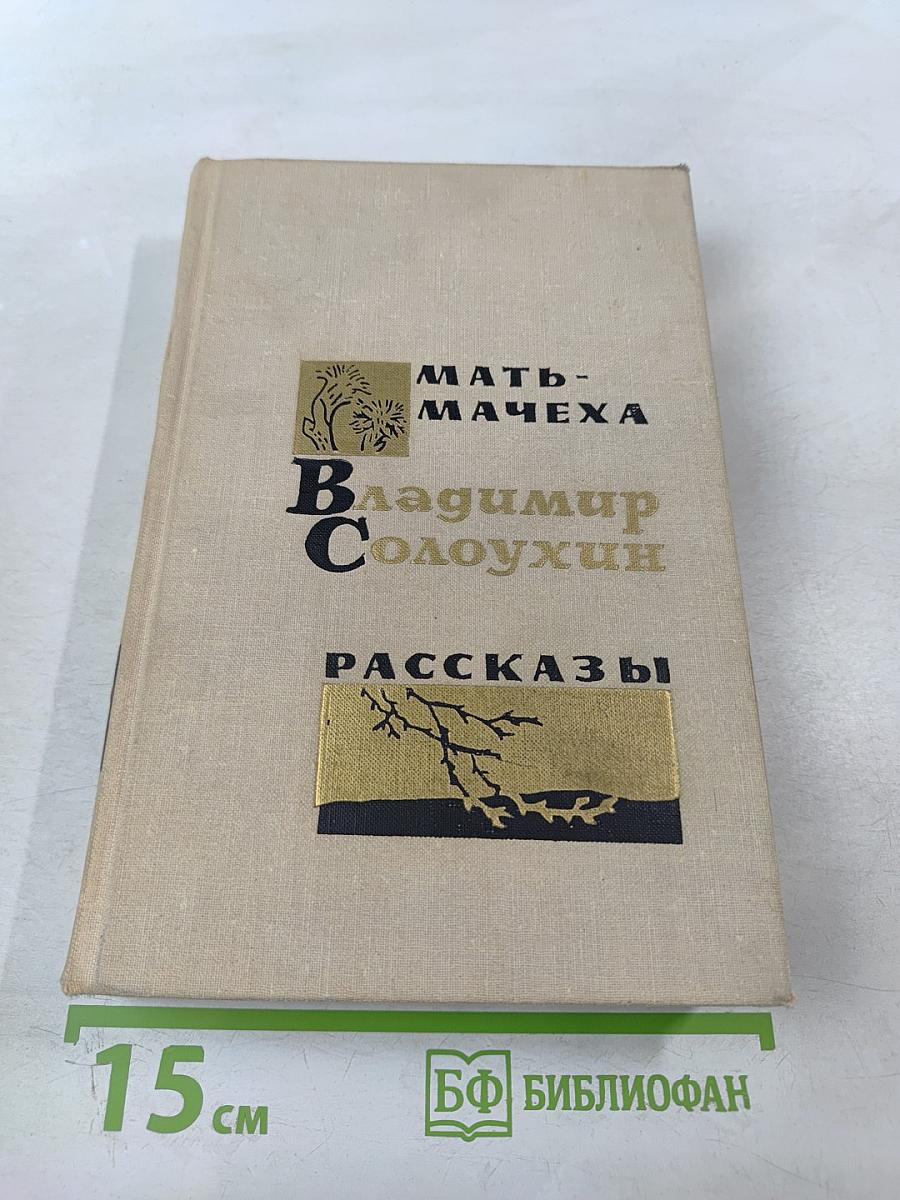 МАТЬ-
МАЧЕХА
Владимир
Солоухин
РАССКАЗЫ
15 см
БФ БИБЛИОФАН